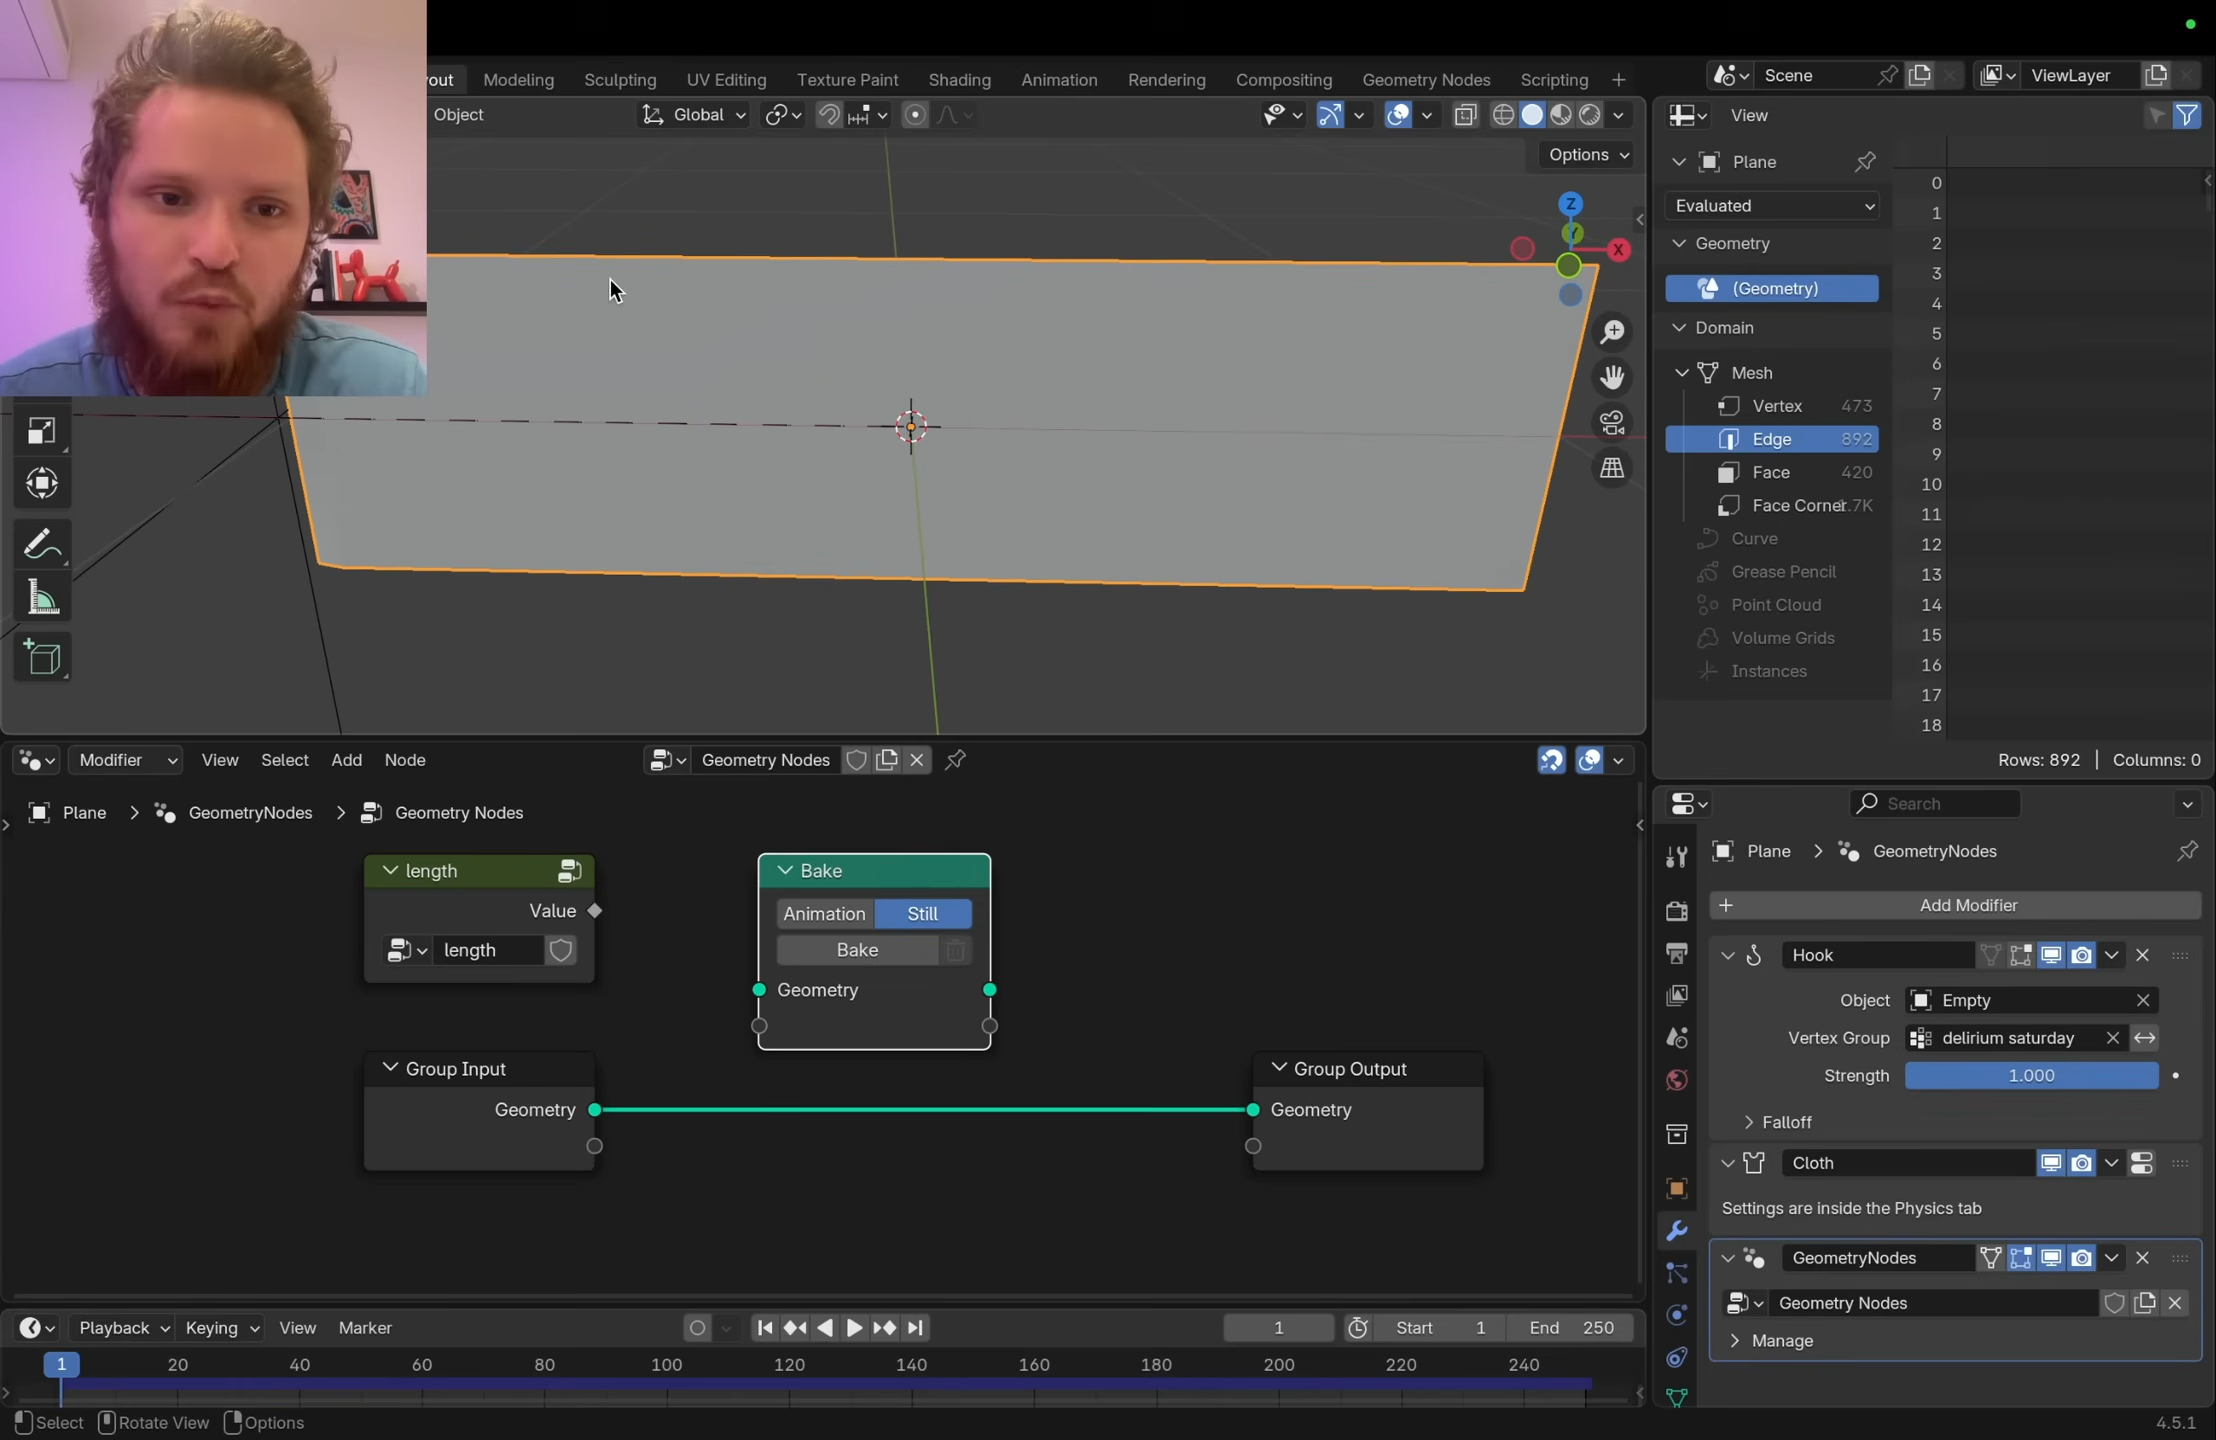 out Modeling Sculpting UV Editing Texture Paint Shading Animation Rendering Compositing Geometry Nodes Scripting +
Scene
ViewLayer
Object
Global
Options
Z
Y
X
View
Plane
Evaluated
Geometry
(Geometry)
Domain
Mesh
Vertex 473
Edge 892
Face 420
Face Corner .7K
Curve
Grease Pencil
Point Cloud
Volume Grids
Instances
0
1
2
3
4
5
6
7
8
9
10
11
12
13
14
15
16
17
18
Rows: 892 | Columns: 0
Modifier View Select Add Node
Geometry Nodes
Plane > GeometryNodes > Geometry Nodes
length
Value
length
Bake
Animation Still
Bake
Geometry
Group Input
Geometry
Group Output
Geometry
Search
Plane > GeometryNodes
+ Add Modifier
Hook
Object Empty
Vertex Group delirium saturday
Strength 1.000
Falloff
Cloth
Settings are inside the Physics tab
GeometryNodes
Geometry Nodes
Manage
Playback Keying View Marker
1
Start 1
End 250
1 20 40 60 80 100 120 140 160 180 200 220 240
Select Rotate View Options
4.5.1